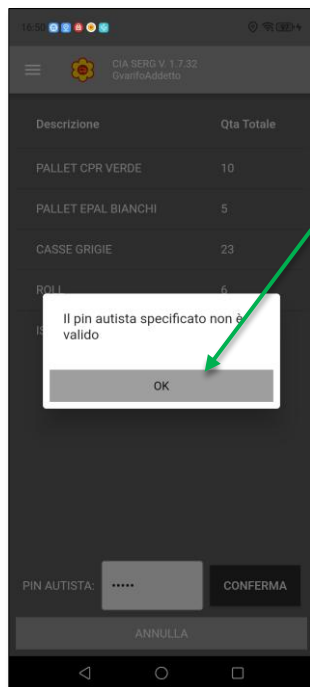 16:50
CIA SERG V. 1.7.32
GvarifoAddetto
Descrizione Qta Totale
PALLET CPR VERDE 10
PALLET EPAL BIANCHI 5
CASSE GRIGIE 23
ROLL 6
Il pin autista specificato non è
valido
OK
PIN AUTISTA: ••••• CONFERMA
ANNULLA